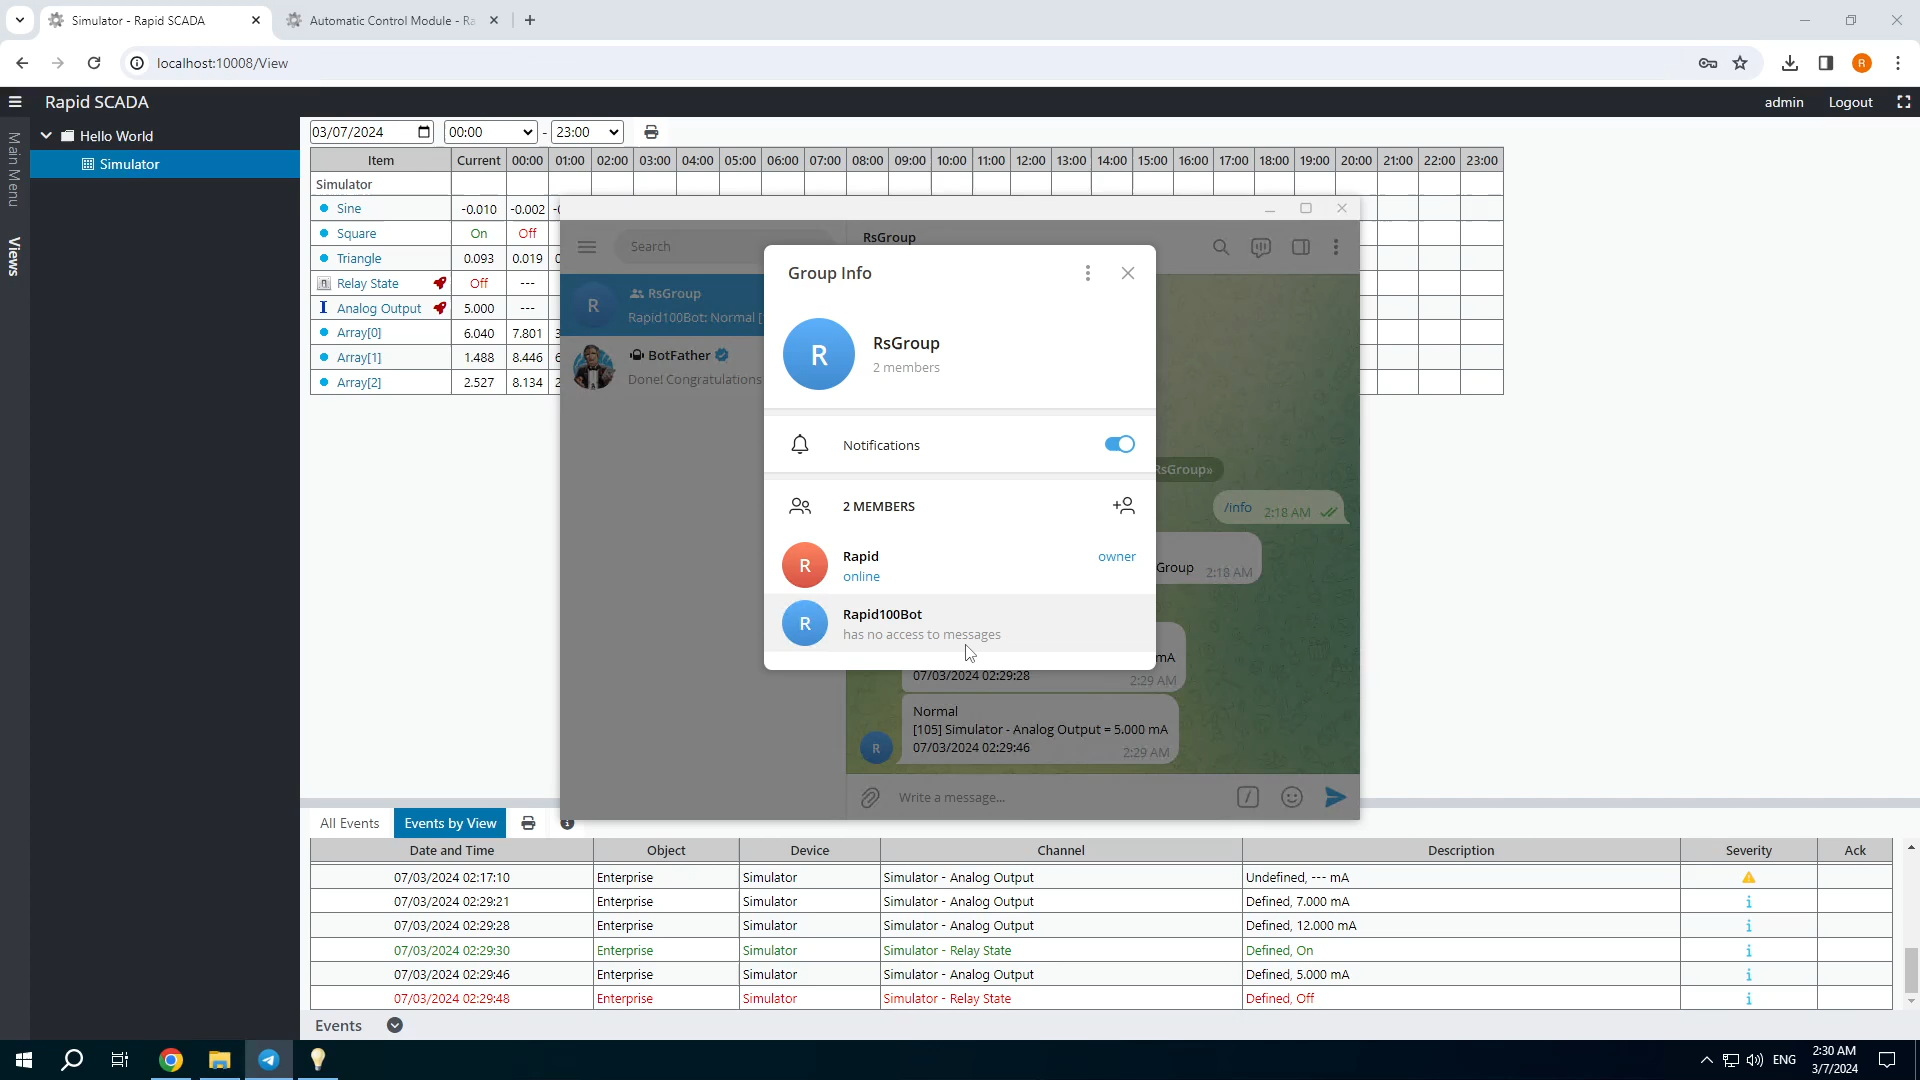 Simulator - Rapid SCADA
Automatic Control Module - Ra
localhost:10008/View
R
Rapid SCADA
admin
Logout
Main Menu
Views
Hello World
Simulator
03/07/2024
00:00
-
23:00
Item Current 00:00 01:00 02:00 03:00 04:00 05:00 06:00 07:00 08:00 09:00 10:00 11:00 12:00 13:00 14:00 15:00 16:00 17:00 18:00 19:00 20:00 21:00 22:00 23:00
Simulator
Sine -0.010 -0.002
Square On Off
Triangle 0.093 0.019
Relay State Off ---
Analog Output 5.000 ---
Array[0] 6.040 7.801
Array[1] 1.488 8.446
Array[2] 2.527 8.134
Search
RsGroup
R
RsGroup
Rapid100Bot: Normal [
BotFather
Done! Congratulations
Group Info
R
RsGroup
2 members
Notifications
2 MEMBERS
R
Rapid
owner
online
R
Rapid100Bot
has no access to messages
RsGroup»
/info 2:18 AM
Group 2:18 AM
mA
07/03/2024 02:29:28
2:29 AM
Normal
[105] Simulator - Analog Output = 5.000 mA
07/03/2024 02:29:46
2:29 AM
R
Write a message...
All Events
Events by View
Date and Time Object Device Channel Description Severity Ack
07/03/2024 02:17:10 Enterprise Simulator Simulator - Analog Output Undefined, --- mA
07/03/2024 02:29:21 Enterprise Simulator Simulator - Analog Output Defined, 7.000 mA
07/03/2024 02:29:28 Enterprise Simulator Simulator - Analog Output Defined, 12.000 mA
07/03/2024 02:29:30 Enterprise Simulator Simulator - Relay State Defined, On
07/03/2024 02:29:46 Enterprise Simulator Simulator - Analog Output Defined, 5.000 mA
07/03/2024 02:29:48 Enterprise Simulator Simulator - Relay State Defined, Off
Events
ENG
2:30 AM
3/7/2024